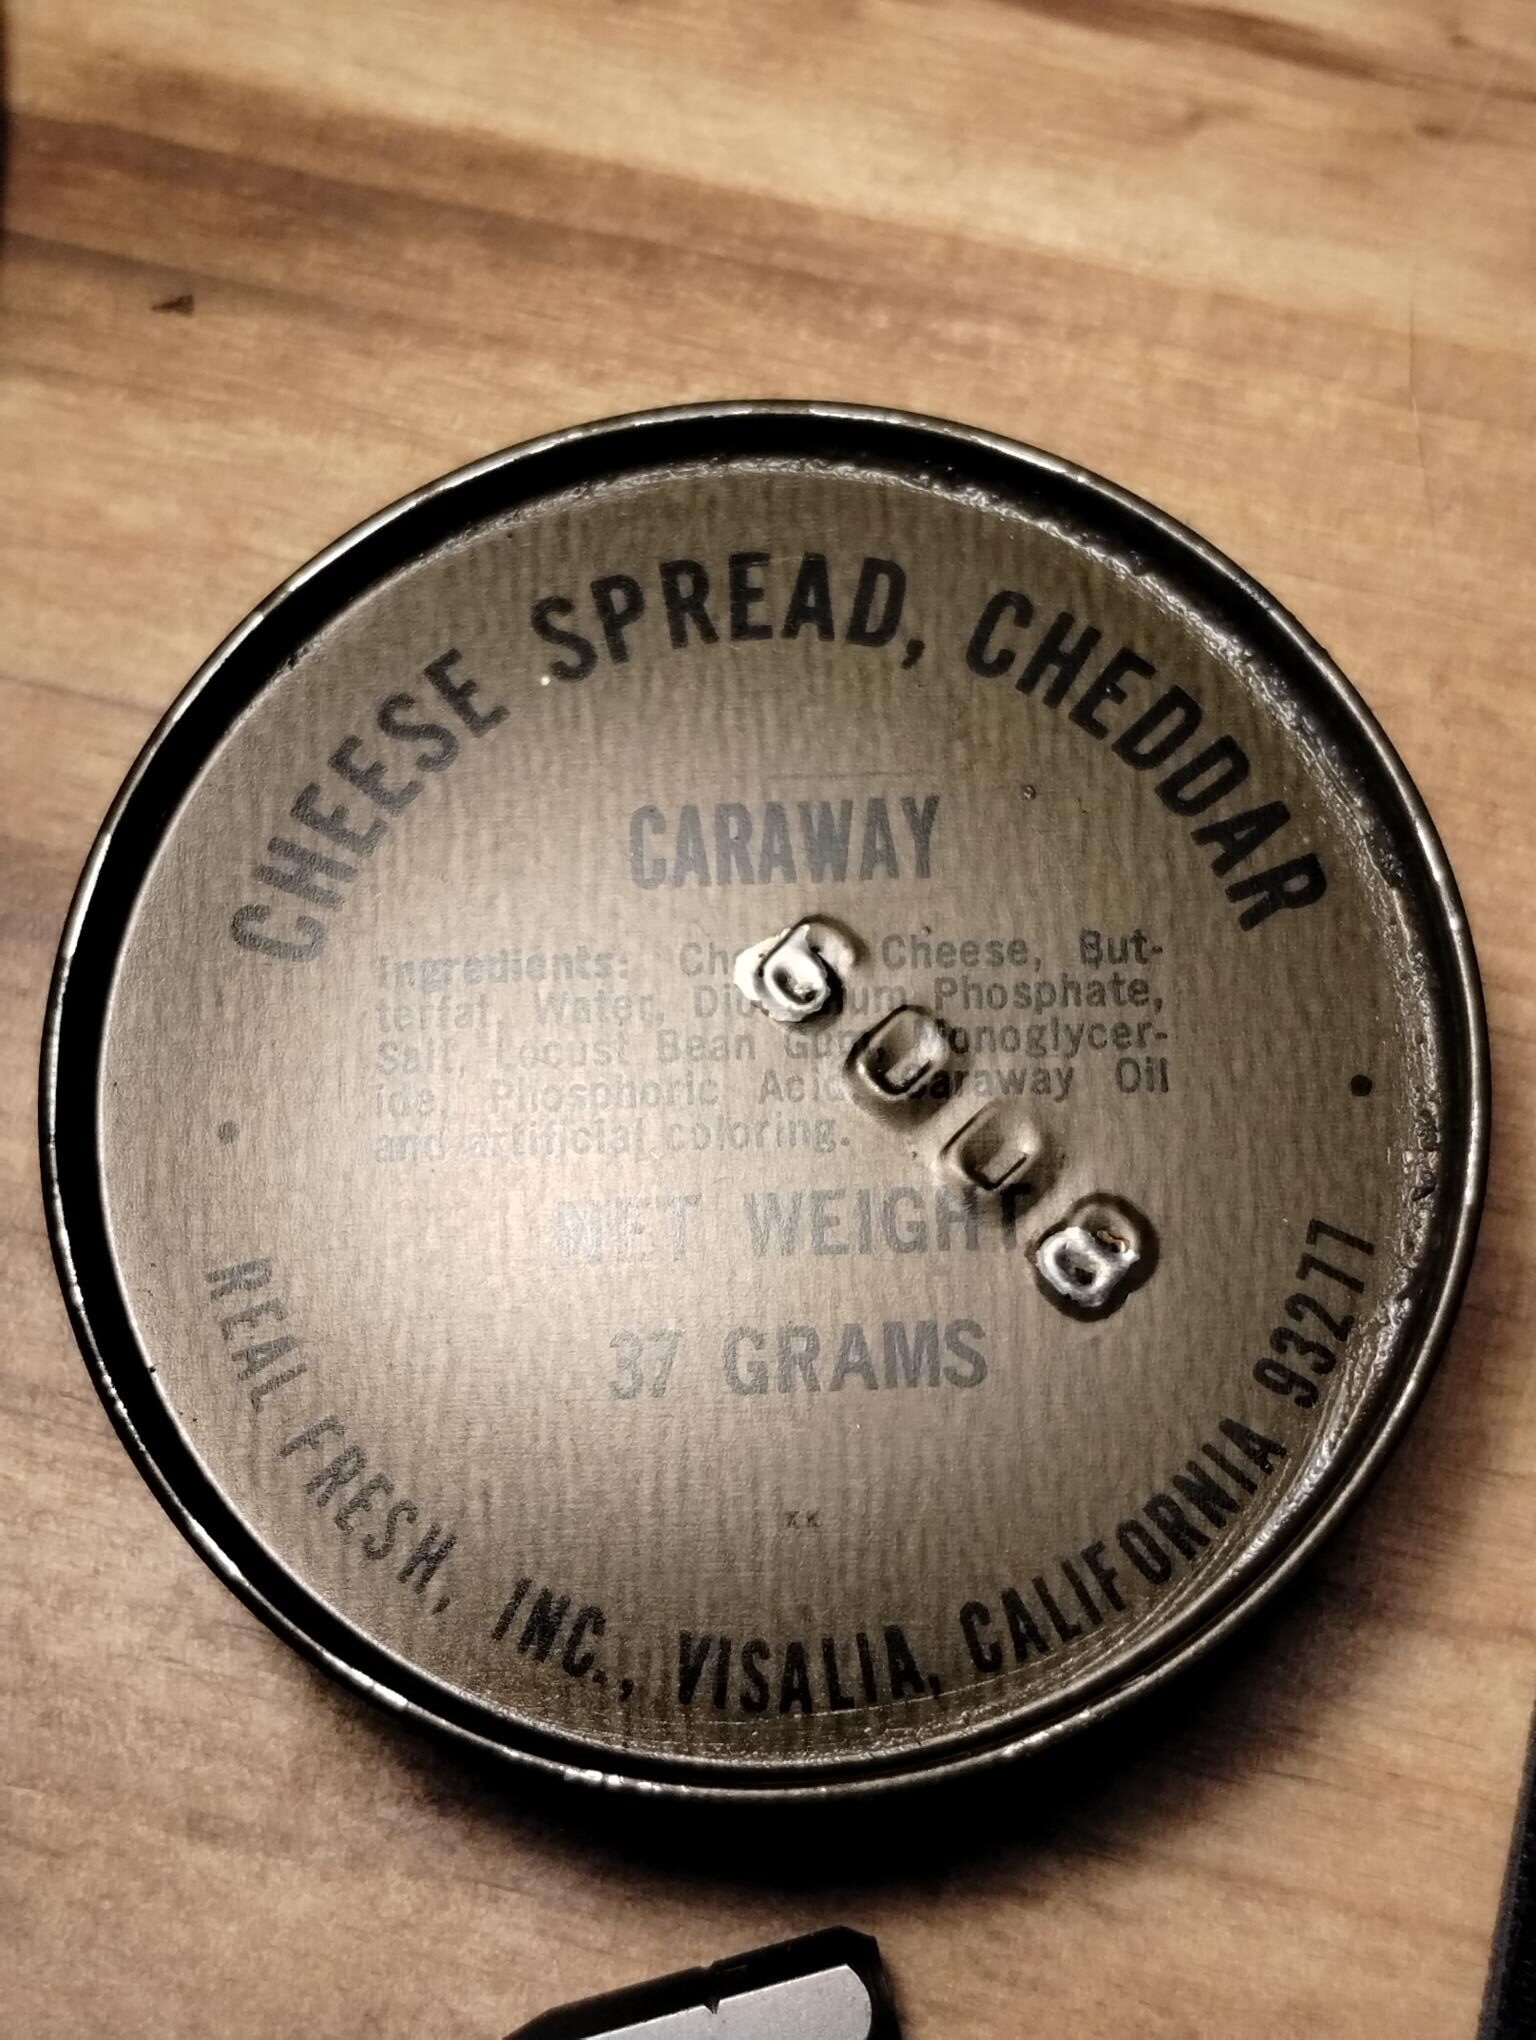 CHEESE SPREAD, CHEDDAR
CARAWAY
Ingredients: Cheese, But-
terfat, Water, Phosphate,
Salt, Locust Bean Gum, Monoglycer-
ide, Phosphoric Acid, Caraway Oil
and artificial coloring.
NET WEIGHT
37 GRAMS
REAL FRESH, INC., VISALIA, CALIFORNIA 93277